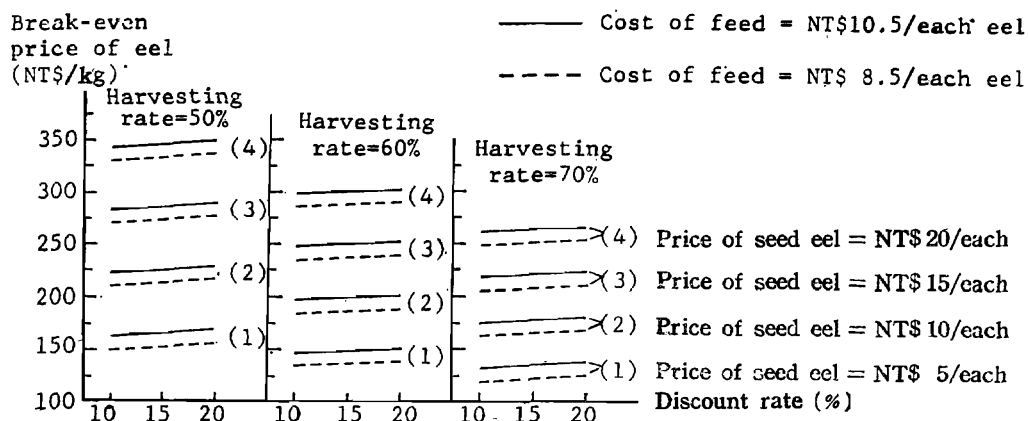 Break-even
price of eel
(NT$/kg)
Cost of feed = NT$10.5/each eel
Cost of feed = NT$ 8.5/each eel
Harvesting
rate=50%
Harvesting
rate=60%
Harvesting
rate=70%
350
300
250
200
150
100
(4)
(3)
(2)
(1)
(4)
(3)
(2)
(1)
(4) Price of seed eel = NT$ 20/each
(3) Price of seed eel = NT$ 15/each
(2) Price of seed eel = NT$ 10/each
(1) Price of seed eel = NT$ 5/each
10 15 20 10 15 20 10 15 20 Discount rate (%)